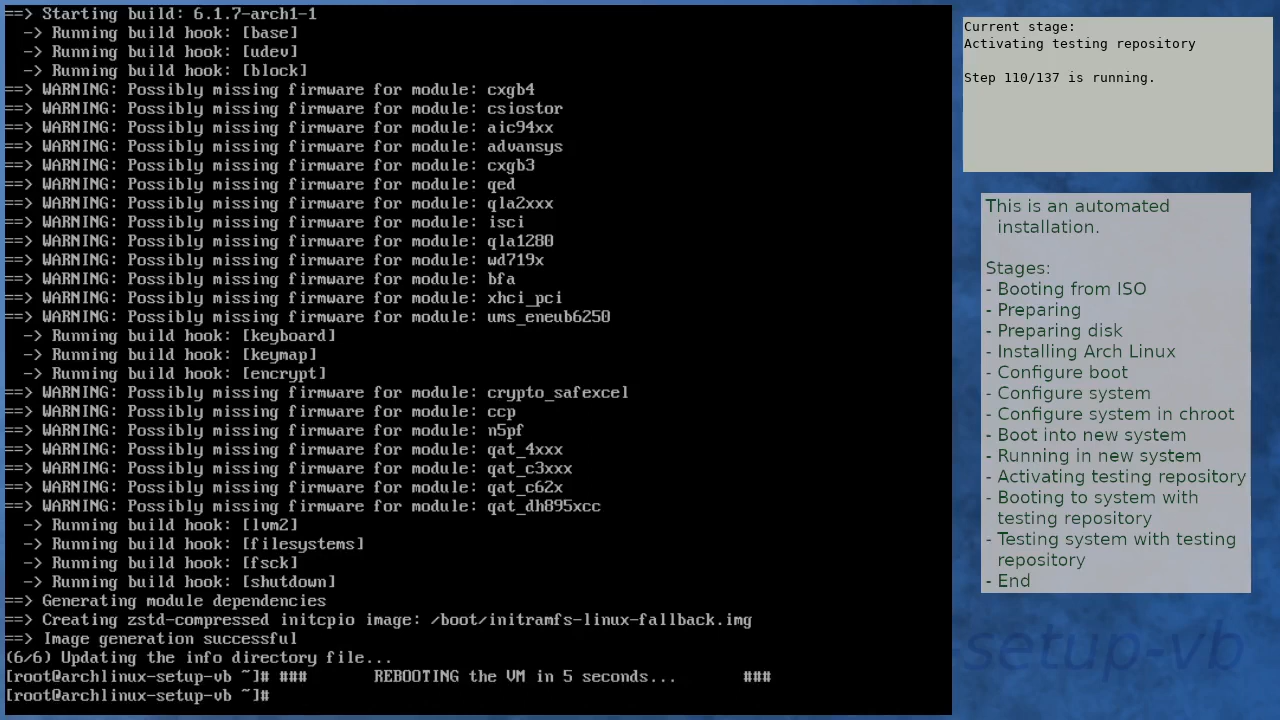 ==> Starting build: 6.1.7-arch1-1
  -> Running build hook: [base]
  -> Running build hook: [udev]
  -> Running build hook: [block]
==> WARNING: Possibly missing firmware for module: cxgb4
==> WARNING: Possibly missing firmware for module: csiostor
==> WARNING: Possibly missing firmware for module: aic94xx
==> WARNING: Possibly missing firmware for module: advansys
==> WARNING: Possibly missing firmware for module: cxgb3
==> WARNING: Possibly missing firmware for module: qed
==> WARNING: Possibly missing firmware for module: qla2xxx
==> WARNING: Possibly missing firmware for module: isci
==> WARNING: Possibly missing firmware for module: qla1280
==> WARNING: Possibly missing firmware for module: wd719x
==> WARNING: Possibly missing firmware for module: bfa
==> WARNING: Possibly missing firmware for module: xhci_pci
==> WARNING: Possibly missing firmware for module: ums_eneub6250
  -> Running build hook: [keyboard]
  -> Running build hook: [keymap]
  -> Running build hook: [encrypt]
==> WARNING: Possibly missing firmware for module: crypto_safexcel
==> WARNING: Possibly missing firmware for module: ccp
==> WARNING: Possibly missing firmware for module: n5pf
==> WARNING: Possibly missing firmware for module: qat_4xxx
==> WARNING: Possibly missing firmware for module: qat_c3xxx
==> WARNING: Possibly missing firmware for module: qat_c62x
==> WARNING: Possibly missing firmware for module: qat_dh895xcc
  -> Running build hook: [lvm2]
  -> Running build hook: [filesystems]
  -> Running build hook: [fsck]
  -> Running build hook: [shutdown]
==> Generating module dependencies
==> Creating zstd-compressed initcpio image: /boot/initramfs-linux-fallback.img
==> Image generation successful
(6/6) Updating the info directory file...
[root@archlinux-setup-vb ~]# ###       REBOOTING the VM in 5 seconds...       ###
[root@archlinux-setup-vb ~]#
Current stage:
Activating testing repository
Step 110/137 is running.
This is an automated
installation.
Stages:
- Booting from ISO
- Preparing
- Preparing disk
- Installing Arch Linux
- Configure boot
- Configure system
- Configure system in chroot
- Boot into new system
- Running in new system
- Activating testing repository
- Booting to system with
testing repository
- Testing system with testing
repository
- End
setup-vb